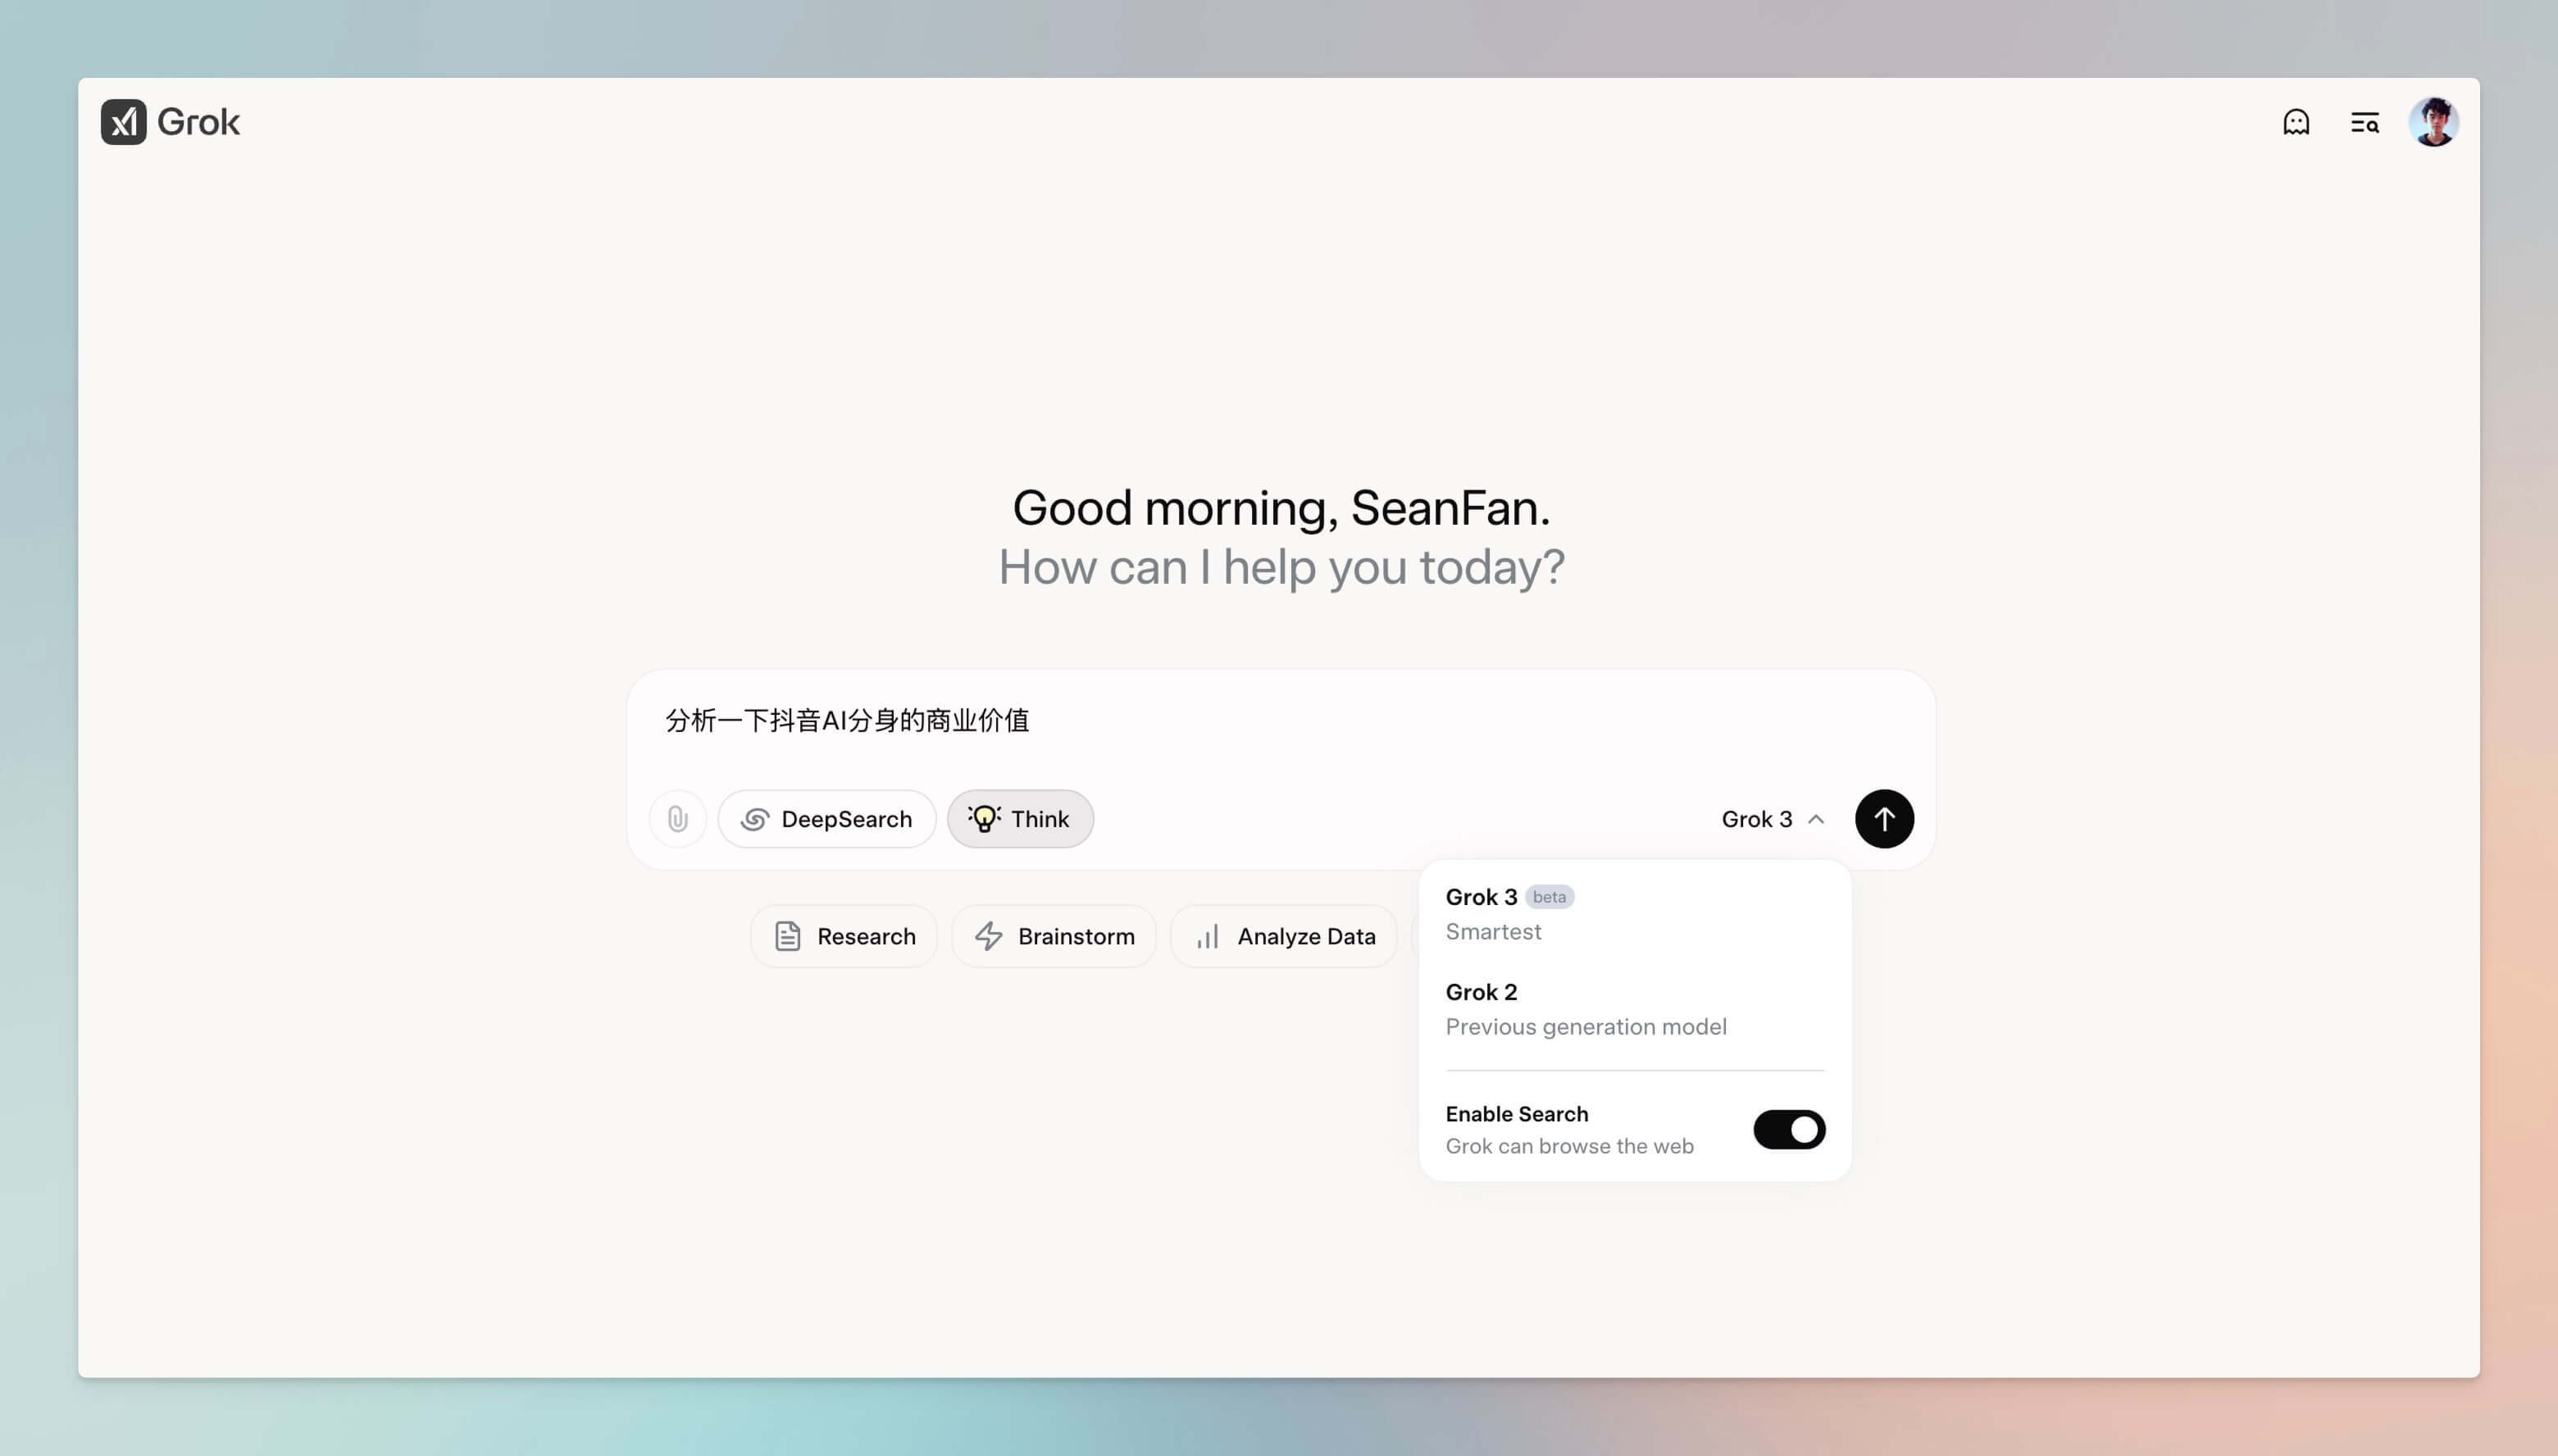 Grok
Good morning, SeanFan.
How can I help you today?
分析一下抖音AI分身的商业价值
DeepSearch
Think
Grok 3
Research
Brainstorm
Analyze Data
Grok 3 beta
Smartest
Grok 2
Previous generation model
Enable Search
Grok can browse the web